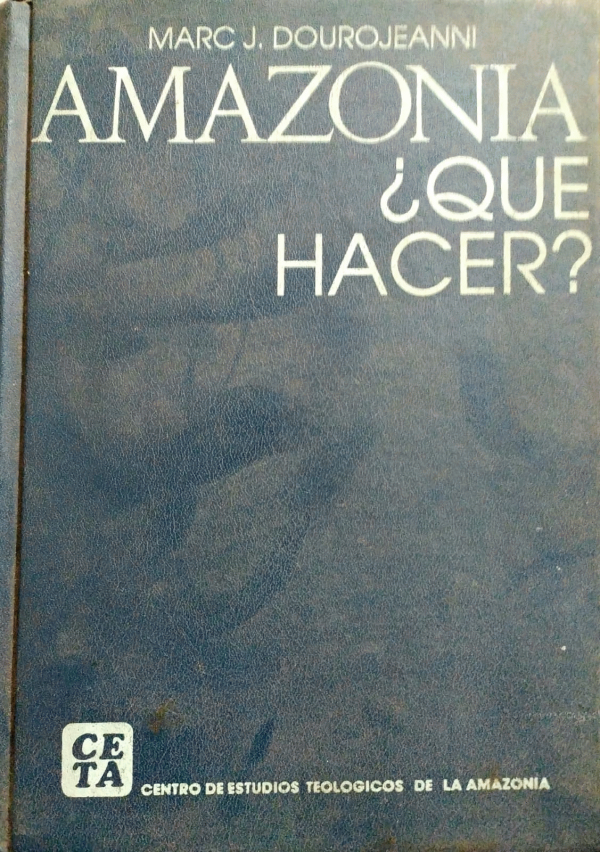 MARC J. DOUROJEANNI
AMAZONIA
¿QUE
HACER?
CE
TA
CENTRO DE ESTUDIOS TEOLOGICOS DE LA AMAZONIA